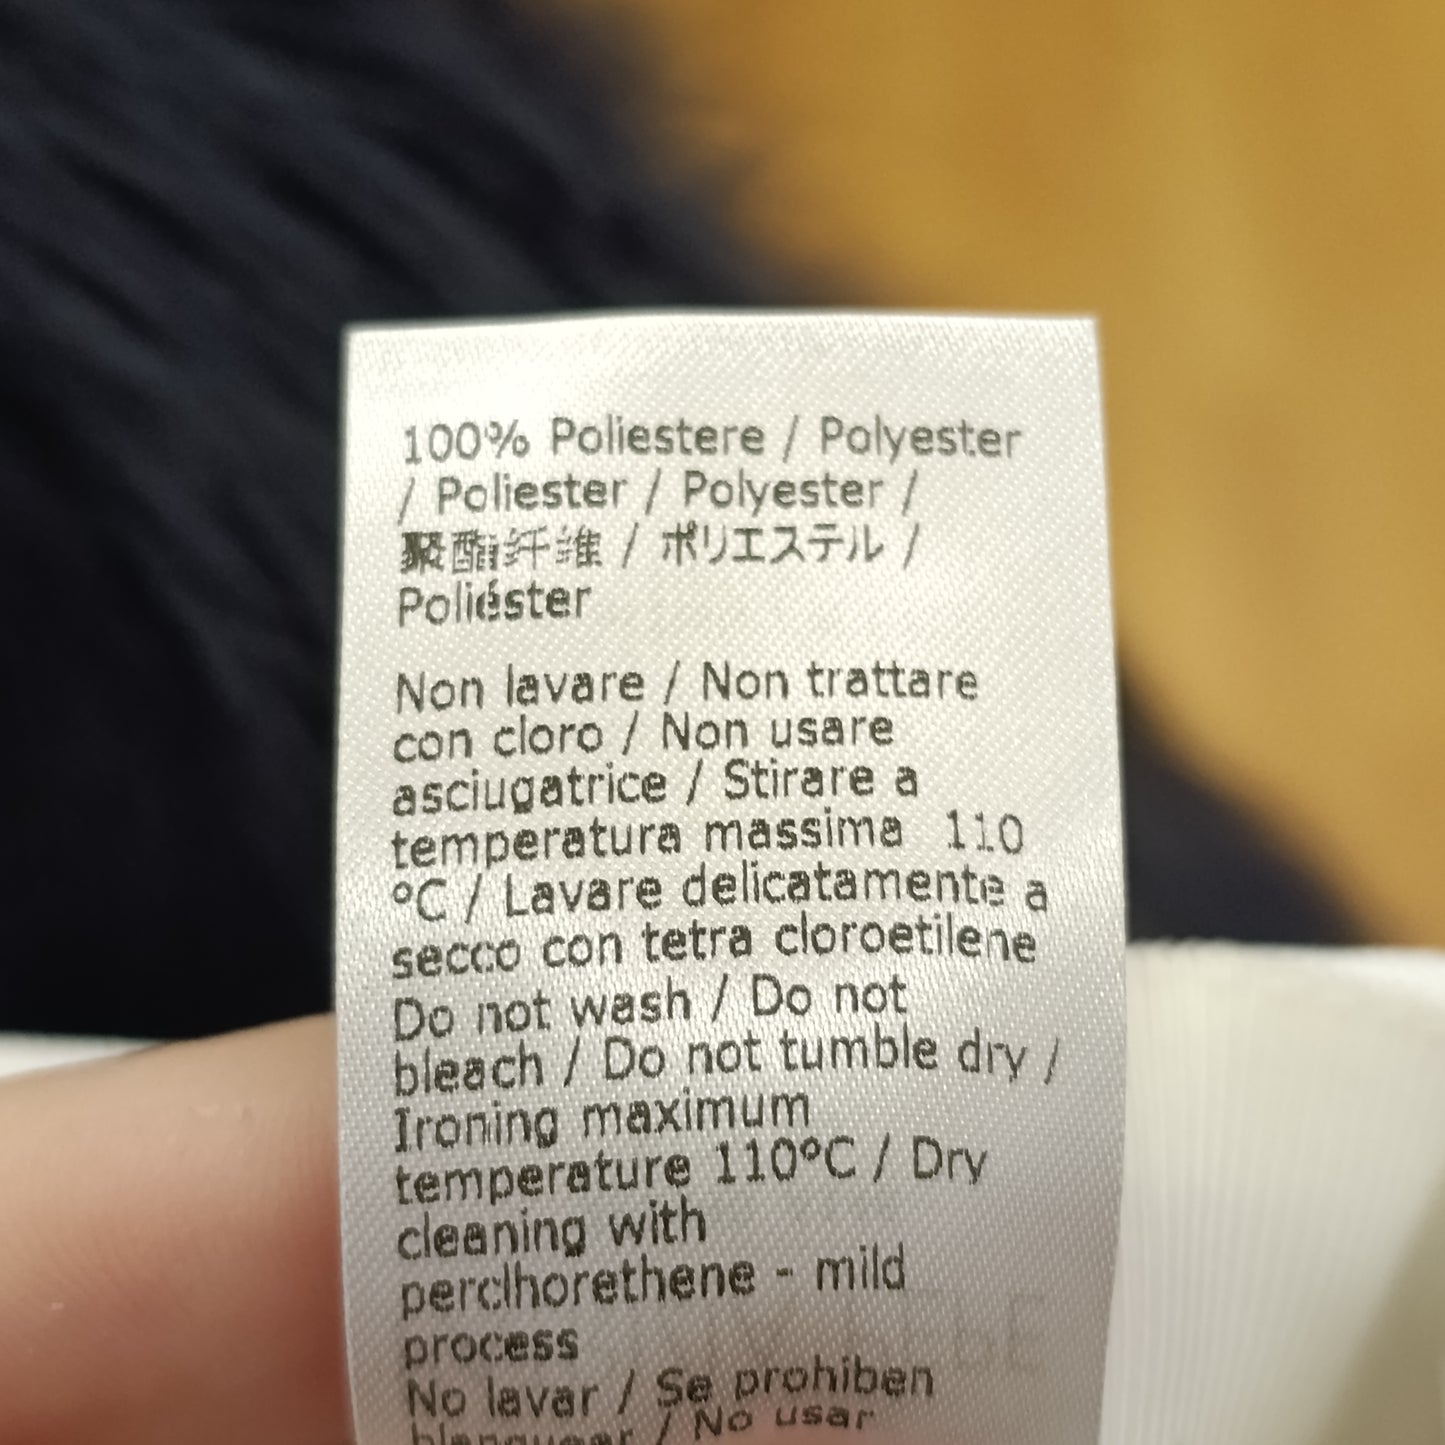 100% Poliestere / Polyester
/ Poliester / Polyester /
聚酯纤维 / ポリエステル /
Poliéster
Non lavare / Non trattare
con cloro / Non usare
asciugatrice / Stirare a
temperatura massima 110
°C / Lavare delicatamente a
secco con tetra cloroetilene
Do not wash / Do not
bleach / Do not tumble dry /
Ironing maximum
temperature 110°C / Dry
cleaning with
perclhorethene - mild
process
No lavar / Se prohiben
blanquear / No usar